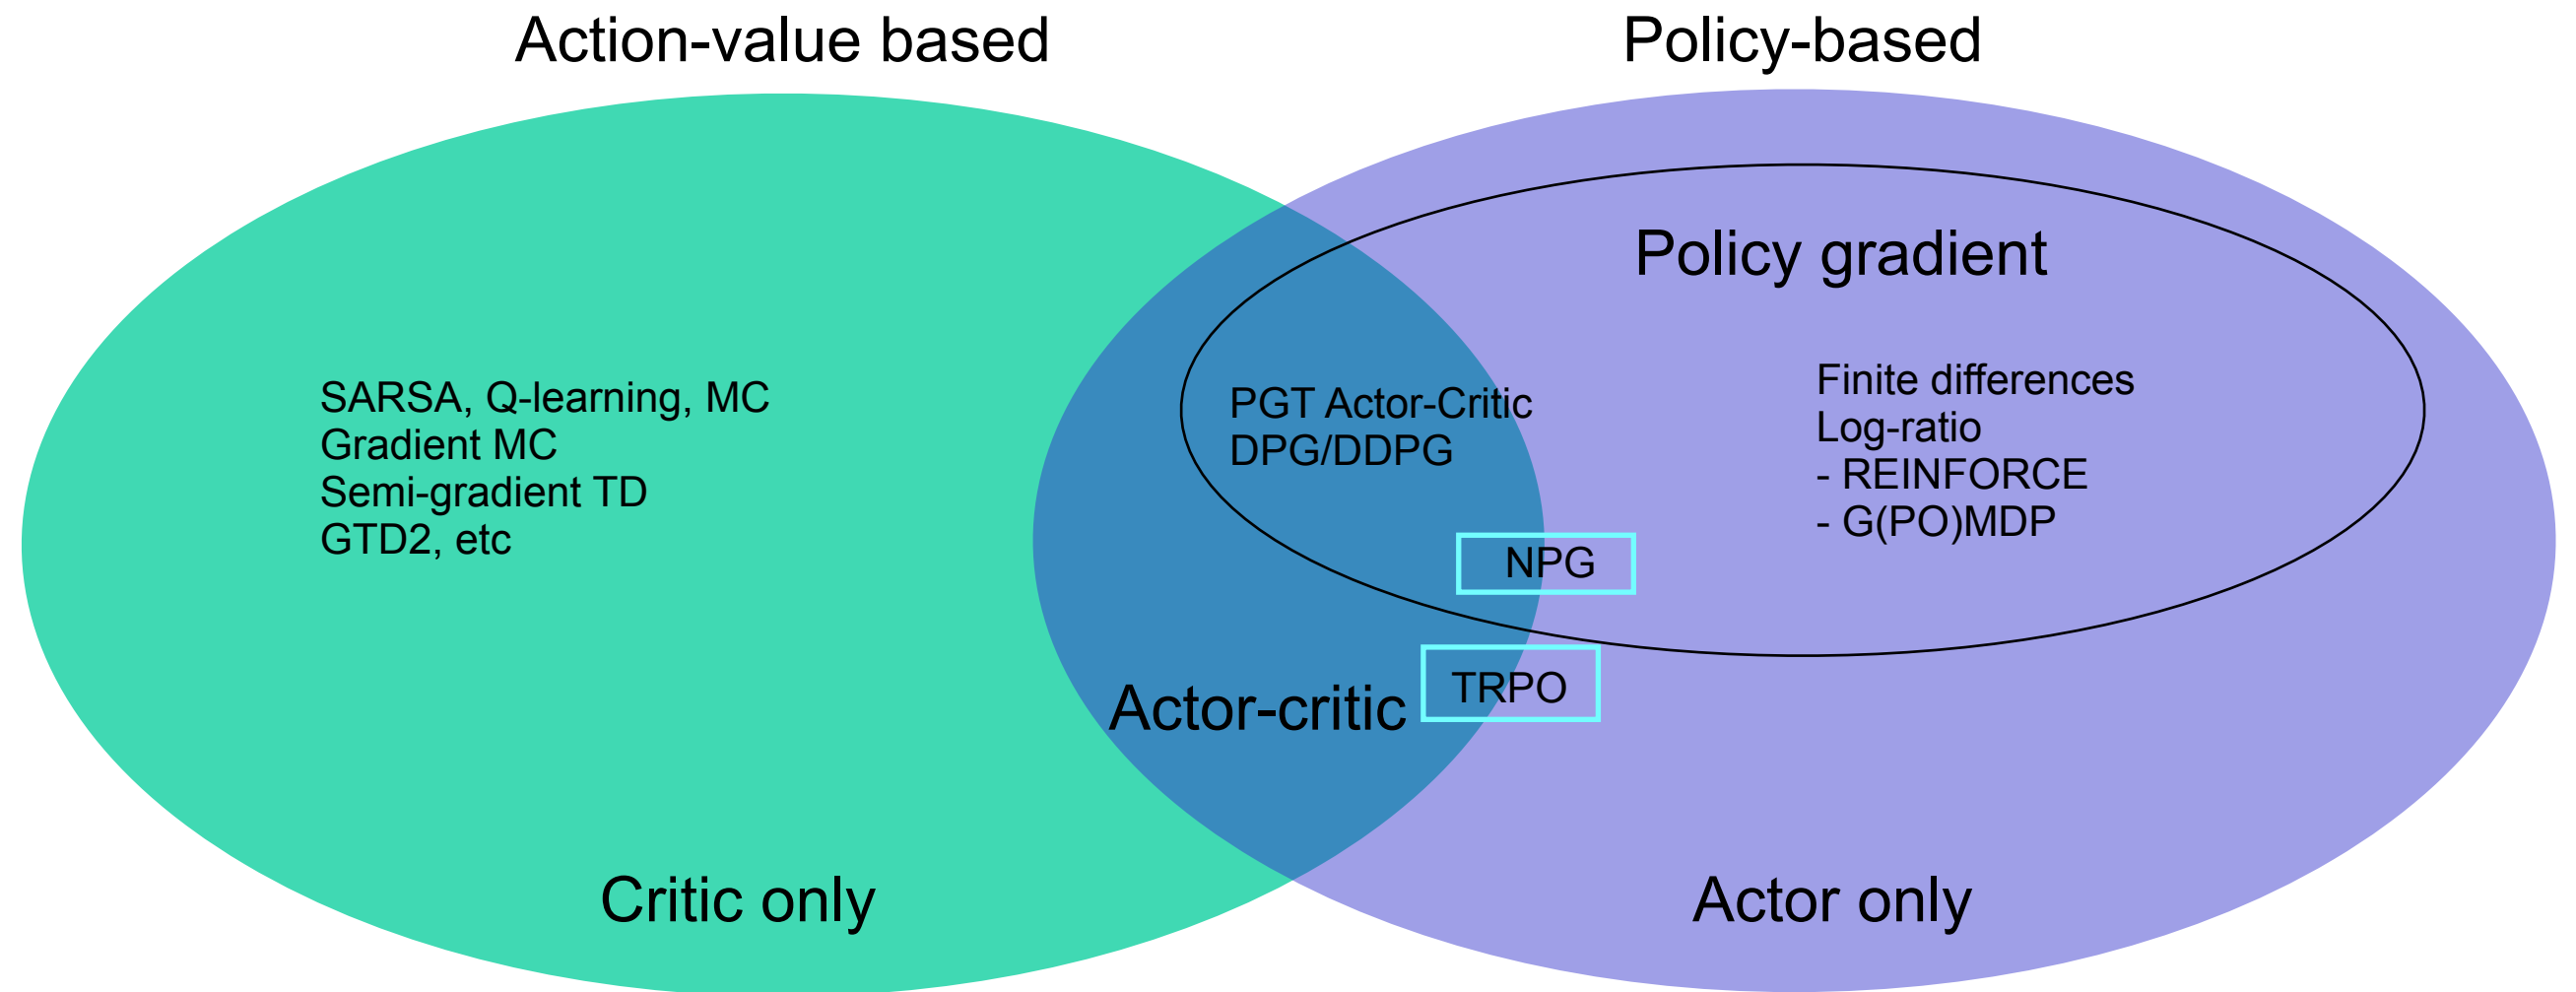 Action-value based
Policy-based
Policy gradient
SARSA, Q-learning, MC
Gradient MC
Semi-gradient TD
GTD2, etc
PGT Actor-Critic
DPG/DDPG
Finite differences
Log-ratio
- REINFORCE
- G(PO)MDP
NPG
TRPO
Actor-critic
Critic only
Actor only